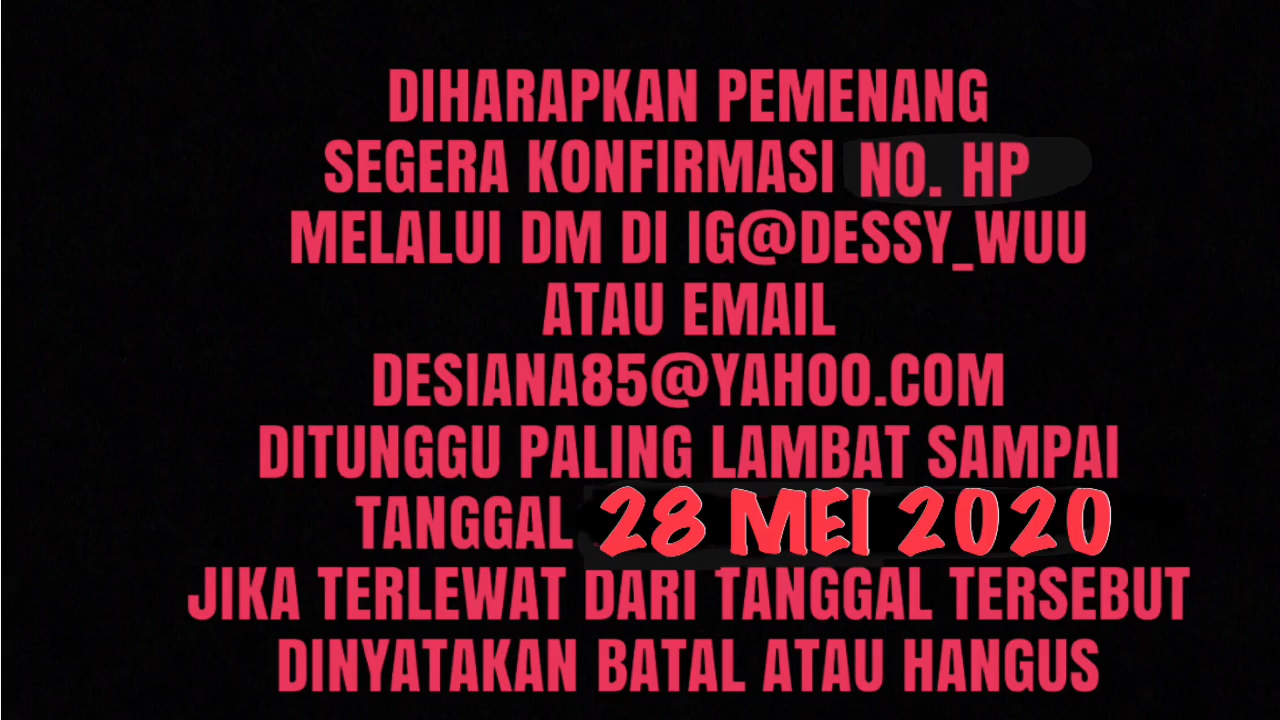 DIHARAPKAN PEMENANG
SEGERA KONFIRMASI NO. HP
MELALUI DM DI IG@DESSY_WUU
ATAU EMAIL
DESIANA85@YAHOO.COM
DITUNGGU PALING LAMBAT SAMPAI
TANGGAL 28 MEI 2020
JIKA TERLEWAT DARI TANGGAL TERSEBUT
DINYATAKAN BATAL ATAU HANGUS